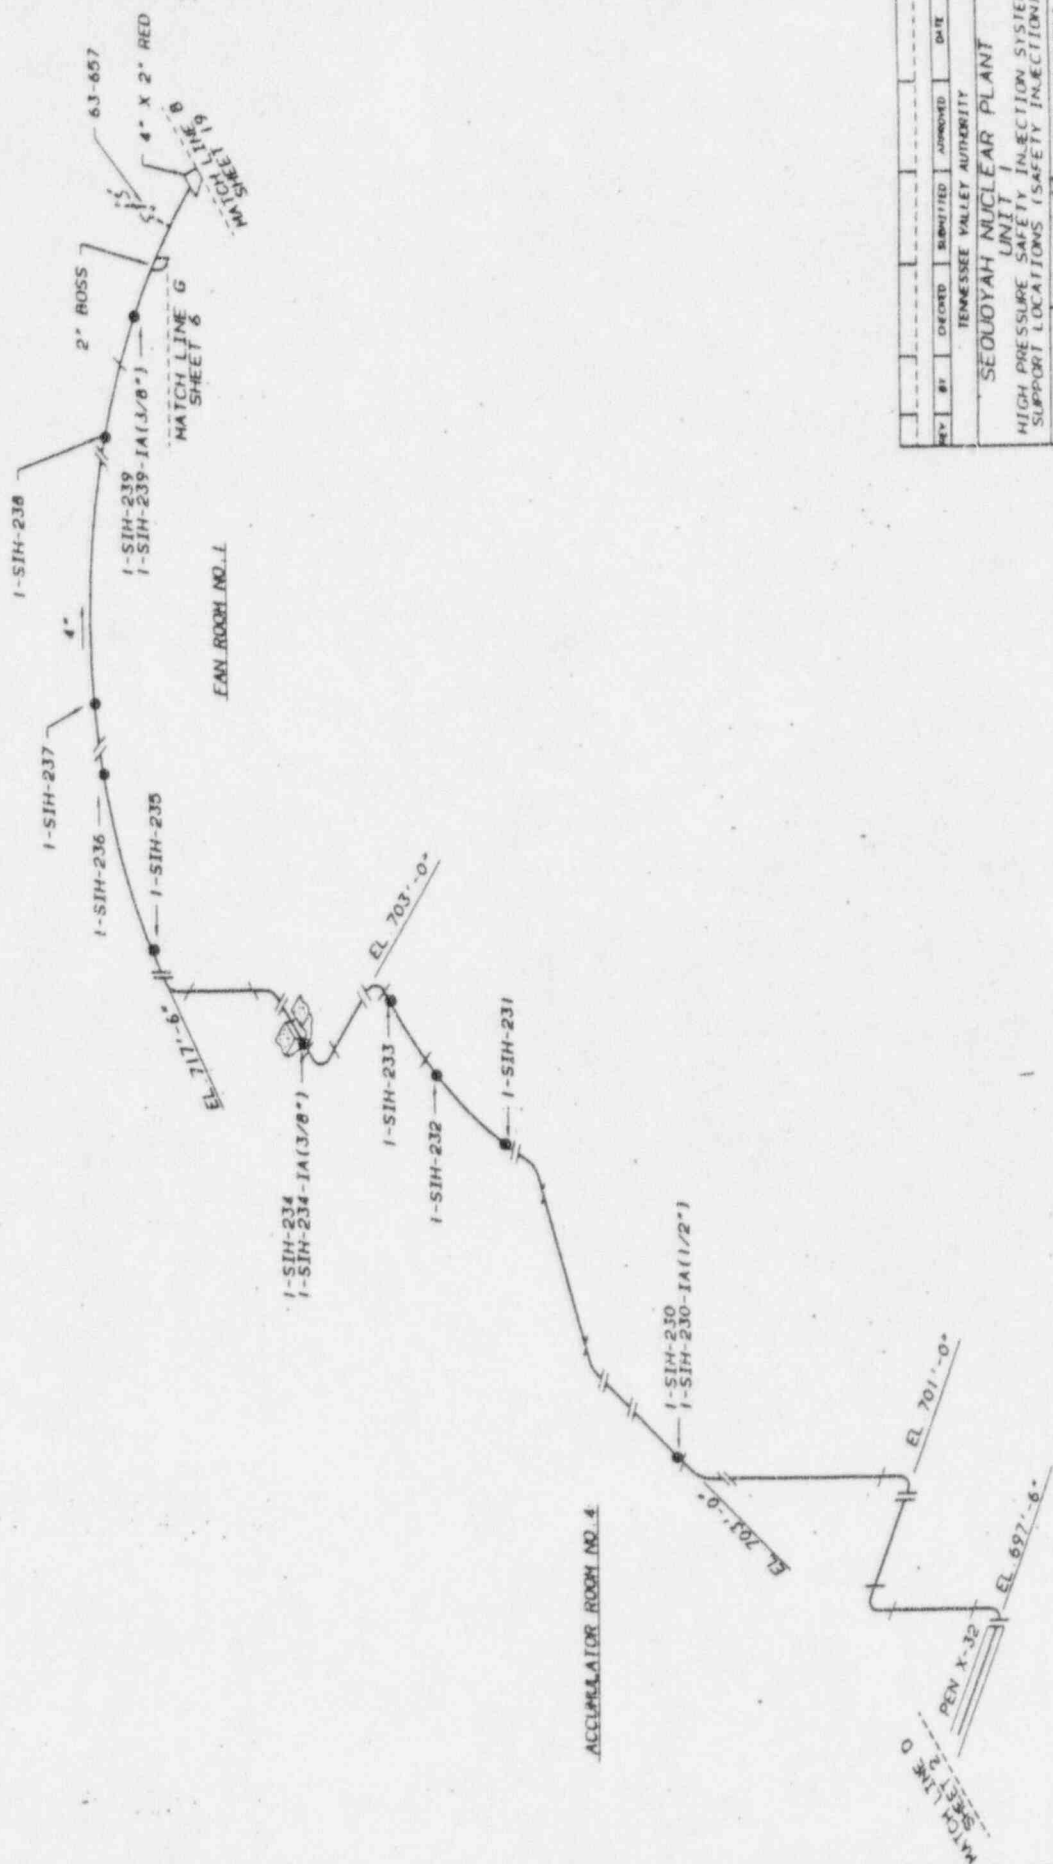 1-SIH-238
1-SIH-237
4"
1-SIH-236
1-SIH-235
2" BOSS
63-657
4" X 2" RED
MATCH LINE B
SHEET 19
MATCH LINE G
SHEET 6
1-SIH-239
1-SIH-239-IA(3/8")
FAN ROOM NO.1
EL 717'-6"
EL 703'-0"
1-SIH-234
1-SIH-234-IA(3/8")
1-SIH-233
1-SIH-232
1-SIH-231
1-SIH-230
1-SIH-230-IA(1/2")
EL 703'-0"
ACCUMULATOR ROOM NO.4
EL 701'-0"
EL 697'-6"
PEN X-32
MATCH LINE O
SHEET 2
REV BY CHECKED SUBMITTED APPROVED DATE
TENNESSEE VALLEY AUTHORITY
SEQUOYAH NUCLEAR PLANT
UNIT 1
HIGH PRESSURE SAFETY INJECTION SYSTE
SUPPORT LOCATIONS (SAFETY INJECTION)